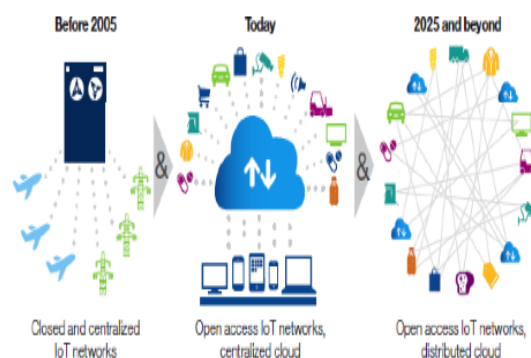 Before 2005
Today
2025 and beyond
&
&
Closed and centralized
IoT networks
Open access IoT networks,
centralized cloud
Open access IoT networks,
distributed cloud